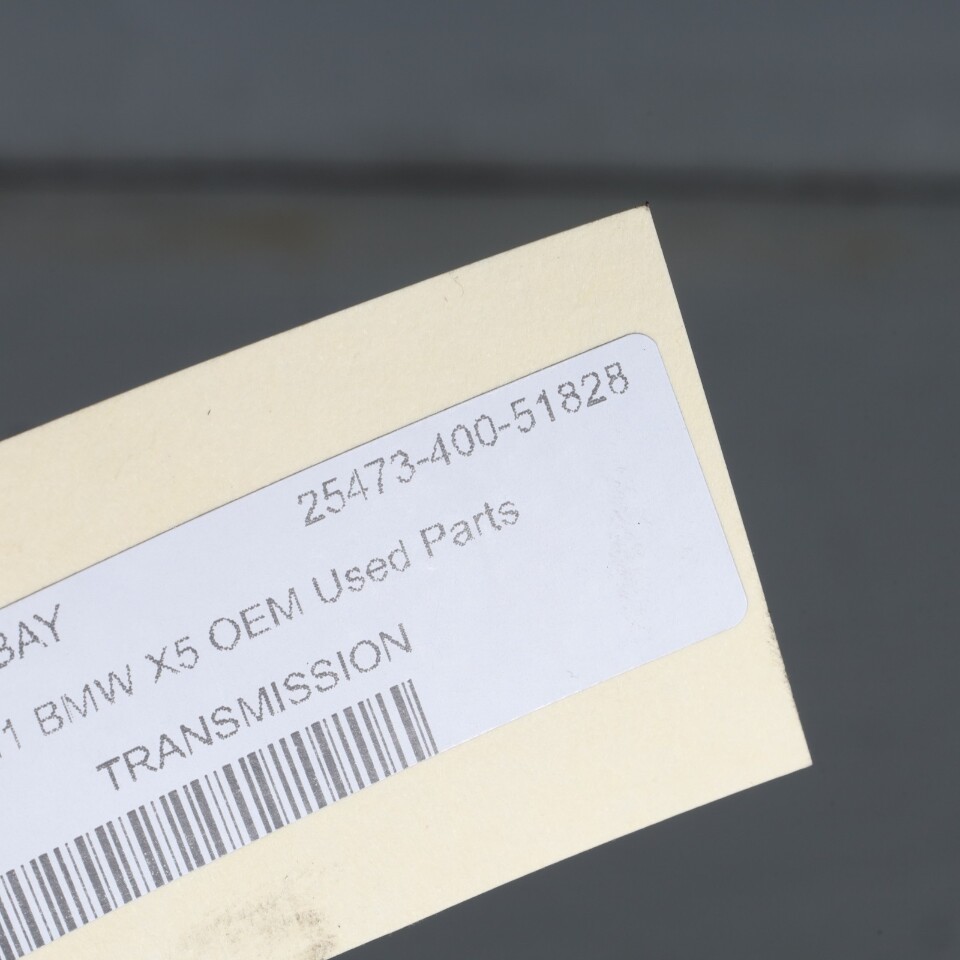 25473-400-51828
BAY
1 BMW X5 OEM Used Parts
TRANSMISSION